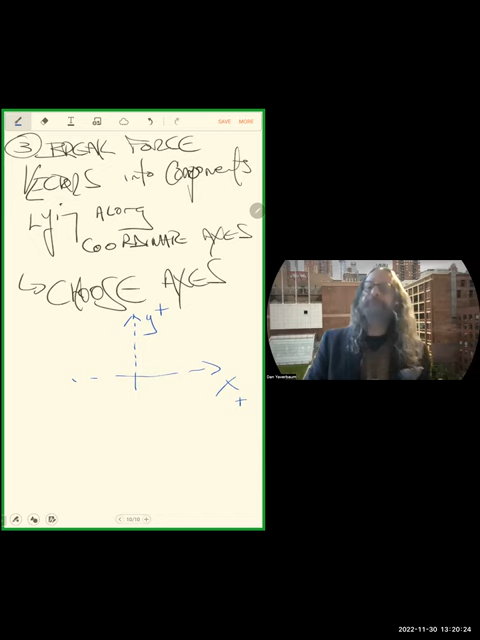 SAVE MORE
③ BREAK FORCE
VECTORS into Components
Lying ALONG
COORDINATE AXES
↳ CHOOSE AXES
y+
x+
10/10
Dan Yaverbaum
2022-11-30 13:20:24